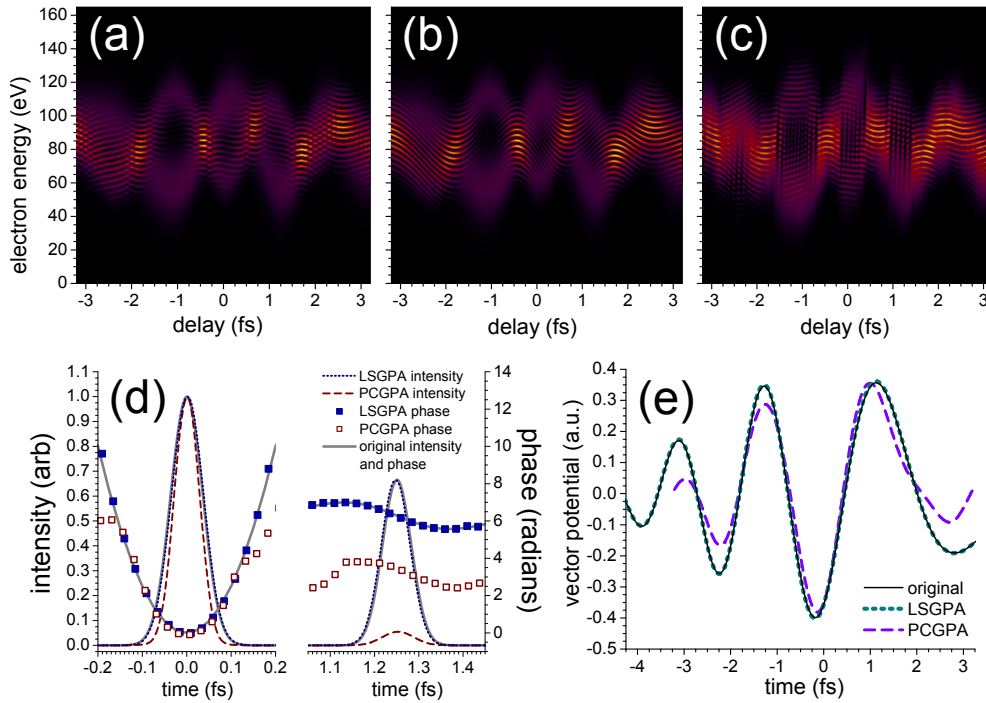 (a)
(b)
(c)
electron energy (eV)
160
140
120
100
80
60
40
20
0
-3 -2 -1 0 1 2 3
-3 -2 -1 0 1 2 3
-3 -2 -1 0 1 2 3
delay (fs)
delay (fs)
delay (fs)
(d)
intensity (arb)
1.1
1.0
0.9
0.8
0.7
0.6
0.5
0.4
0.3
0.2
0.1
0.0
-0.2 -0.1 0.0 0.1 0.2
time (fs)
LSGPA intensity
PCGPA intensity
LSGPA phase
PCGPA phase
original intensity
and phase
1.1 1.2 1.3 1.4
time (fs)
14
12
10
8
6
4
2
0
phase (radians)
(e)
vector potential (a.u.)
0.4
0.3
0.2
0.1
0.0
-0.1
-0.2
-0.3
-0.4
-0.5
original
LSGPA
PCGPA
-4 -3 -2 -1 0 1 2 3
time (fs)